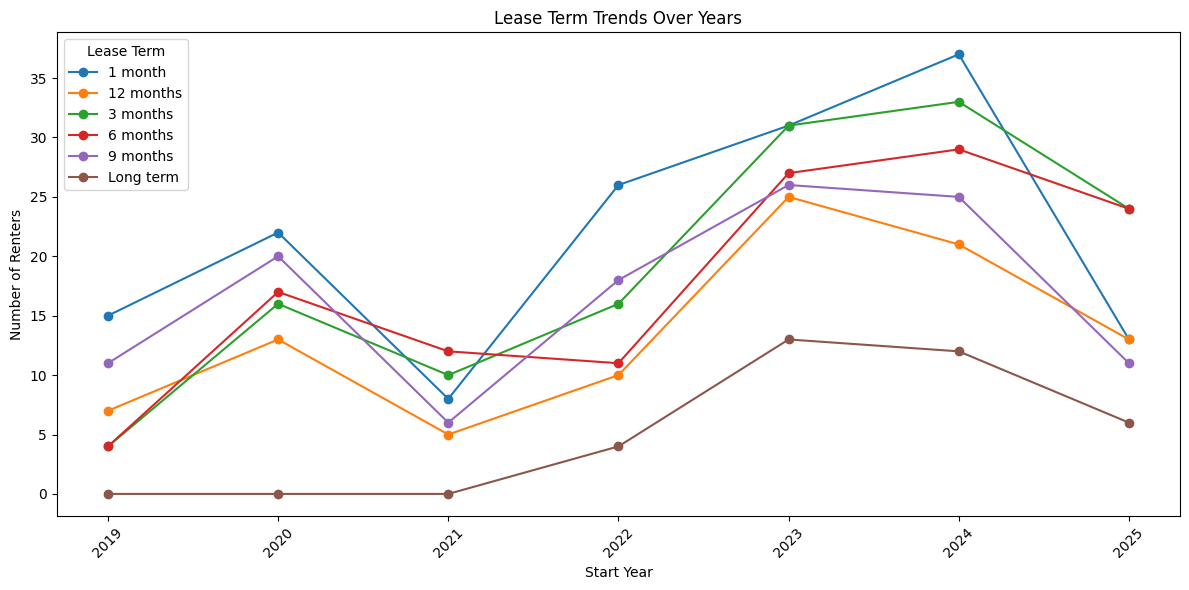 Lease Term Trends Over Years
Lease Term
1 month
12 months
3 months
6 months
9 months
Long term
Number of Renters
35
30
25
20
15
10
5
0
2019
2020
2021
2022
2023
2024
2025
Start Year